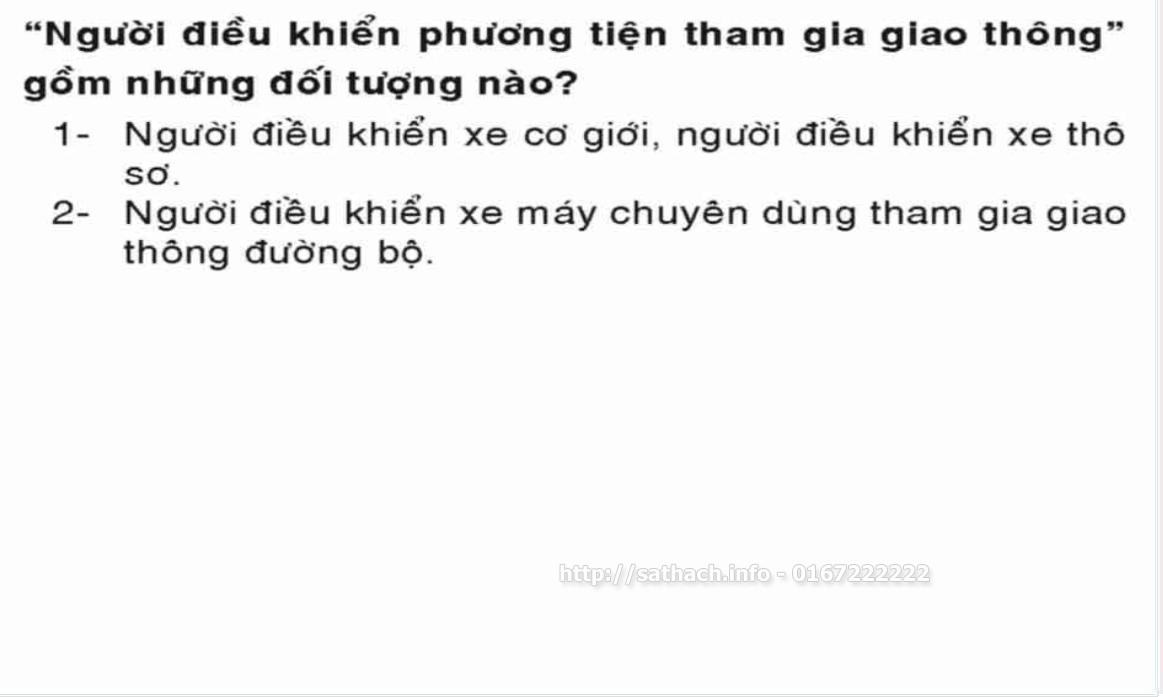 “Người điều khiển phương tiện tham gia giao thông”
gồm những đối tượng nào?
1- Người điều khiển xe cơ giới, người điều khiển xe thô
sơ.
2- Người điều khiển xe máy chuyên dùng tham gia giao
thông đường bộ.
http://sathach.info - 0167222222